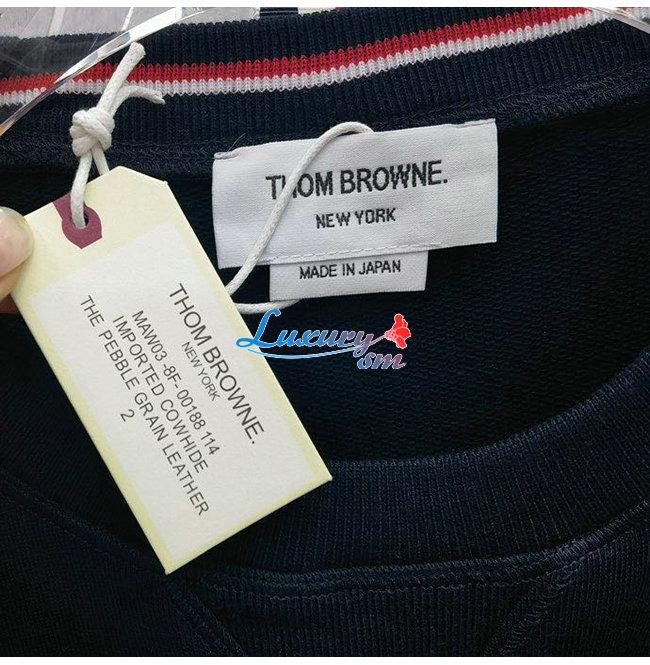 THOM BROWNE.
NEW YORK
MADE IN JAPAN
THOM BROWNE.
NEW YORK
MAW03 -8F- 00188 114
IMPORTED COWHIDE
THE PEBBLE GRAIN LEATHER
2
Luxury
sm